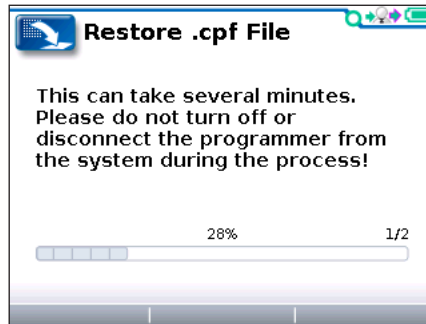 Restore .cpf File
This can take several minutes.
Please do not turn off or
disconnect the programmer from
the system during the process!
28% 1/2